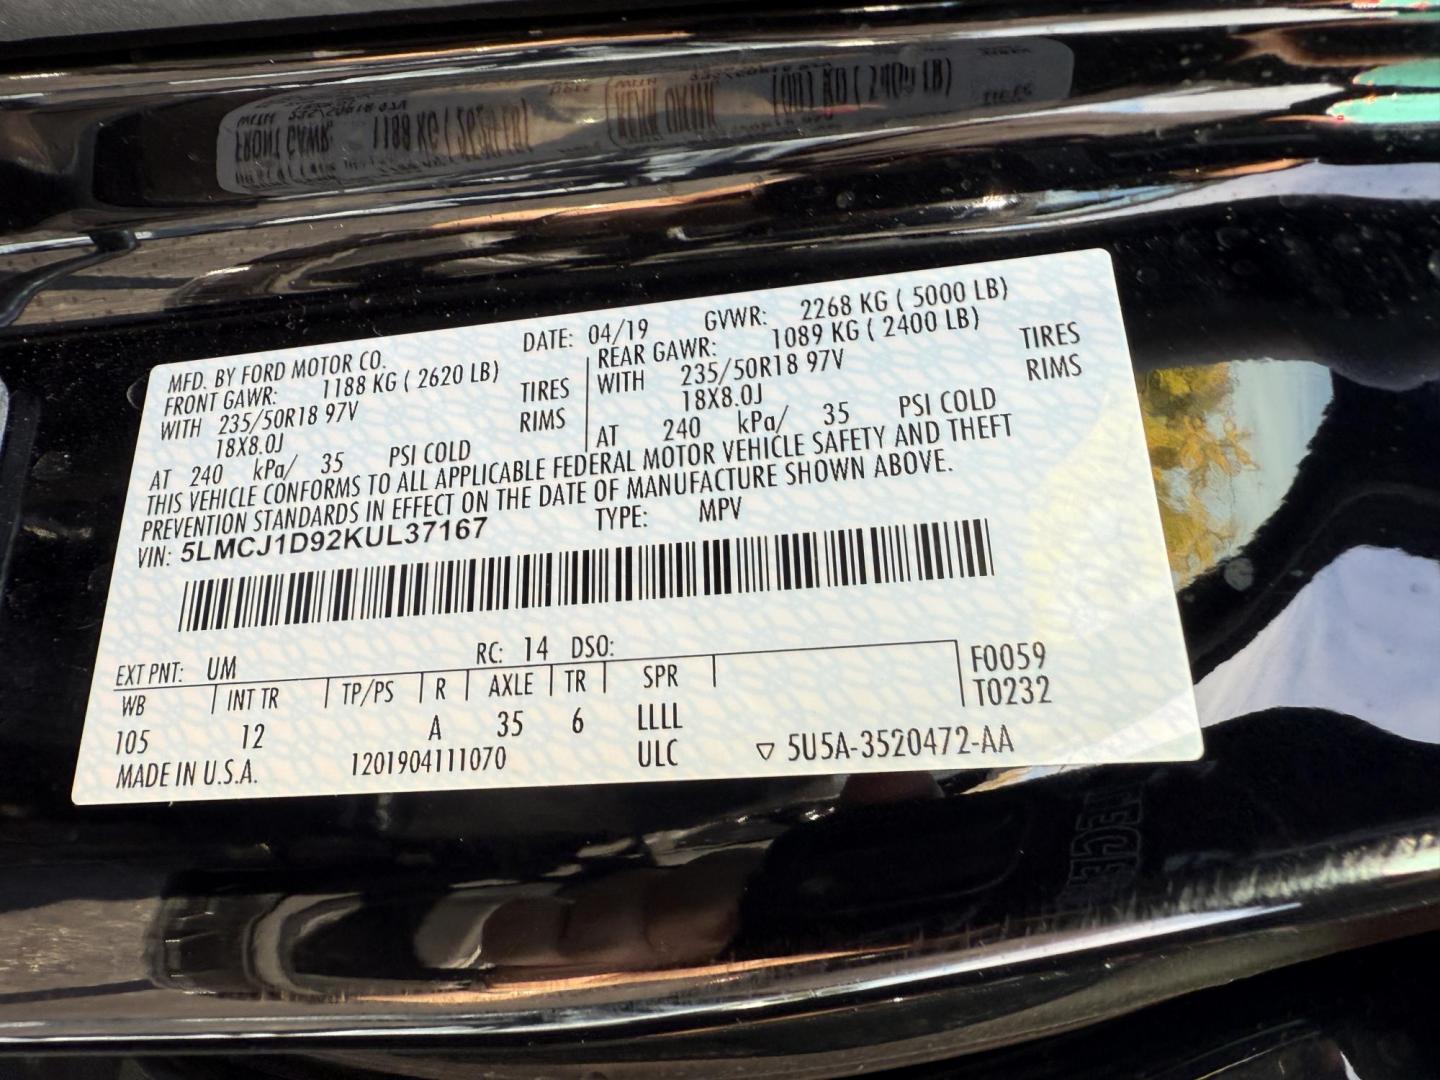 MFD. BY FORD MOTOR CO. DATE: 04/19 GVWR: 2268 KG ( 5000 LB)
FRONT GAWR: 1188 KG ( 2620 LB) REAR GAWR: 1089 KG ( 2400 LB)
WITH 235/50R18 97V TIRES WITH 235/50R18 97V TIRES
18X8.0J RIMS 18X8.0J RIMS
AT 240 kPa/ 35 PSI COLD AT 240 kPa/ 35 PSI COLD
THIS VEHICLE CONFORMS TO ALL APPLICABLE FEDERAL MOTOR VEHICLE SAFETY AND THEFT
PREVENTION STANDARDS IN EFFECT ON THE DATE OF MANUFACTURE SHOWN ABOVE.
VIN: 5LMCJ1D92KUL37167 TYPE: MPV
EXT PNT: UM RC: 14 DSO: F0059
WB INT TR TP/PS R AXLE TR SPR T0232
105 12 A 35 6 LLLL
MADE IN U.S.A. 1201904111070 ULC ▽ 5U5A-3520472-AA